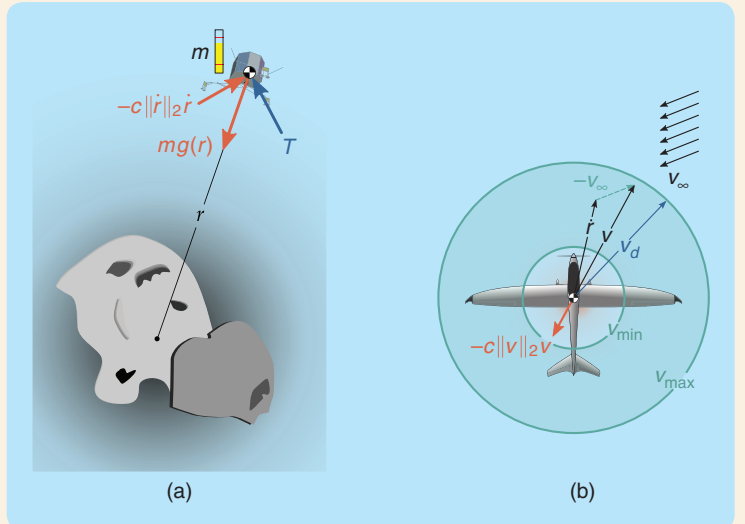 m
−c‖ṙ‖₂ṙ
mg(r)
T
r
(a)
v∞
−v∞
ṙ
v
v_d
−c‖v‖₂v
v_min
v_max
(b)